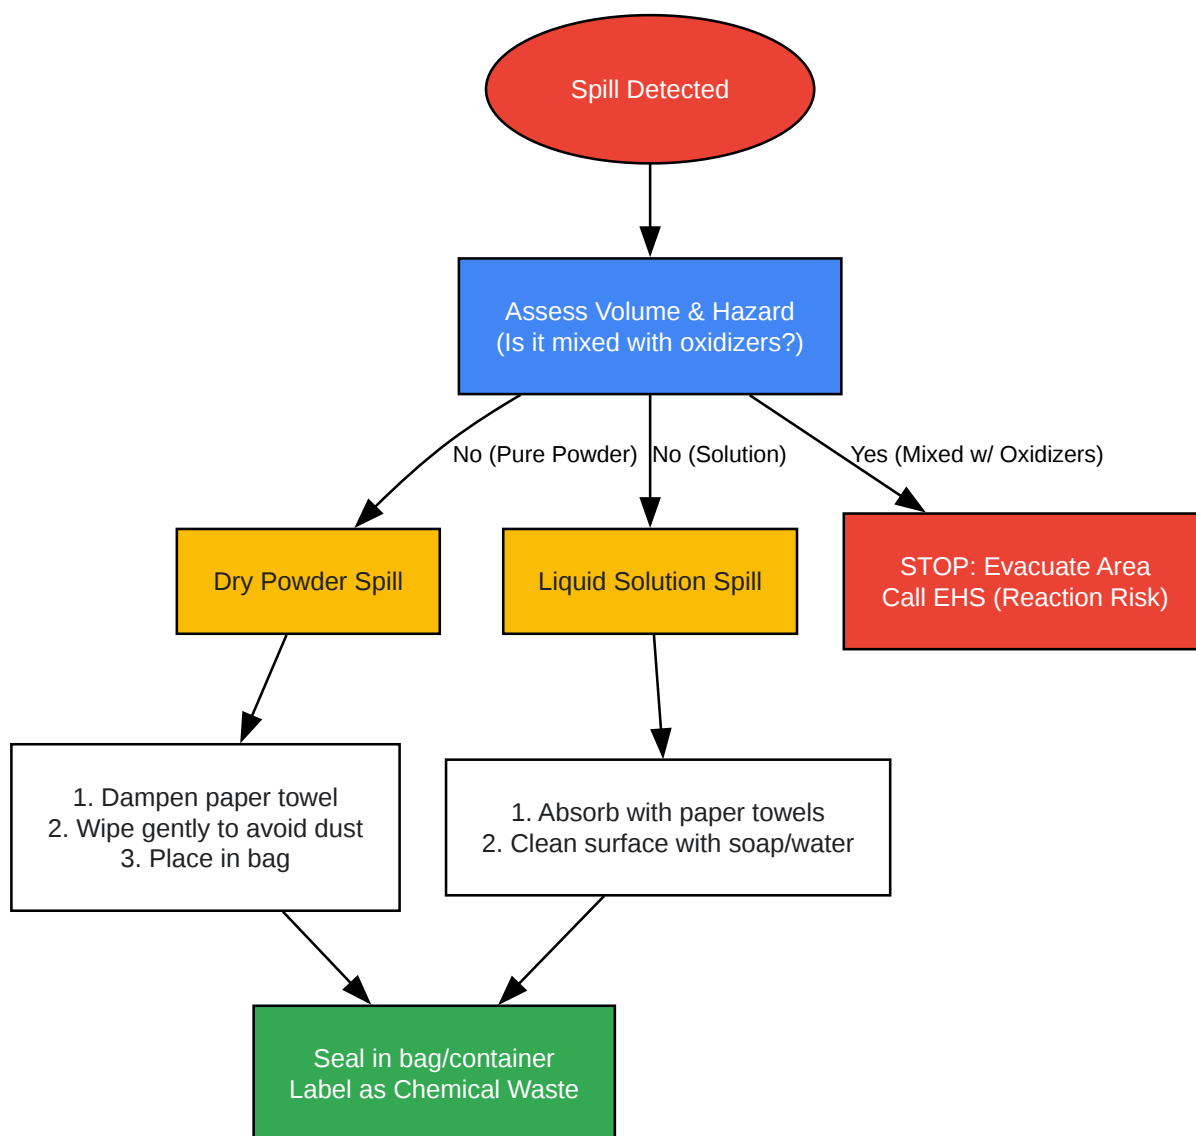 Spill Detected
Assess Volume & Hazard
(Is it mixed with oxidizers?)
No (Pure Powder)
No (Solution)
Yes (Mixed w/ Oxidizers)
Dry Powder Spill
Liquid Solution Spill
STOP: Evacuate Area
Call EHS (Reaction Risk)
1. Dampen paper towel
2. Wipe gently to avoid dust
3. Place in bag
1. Absorb with paper towels
2. Clean surface with soap/water
Seal in bag/container
Label as Chemical Waste